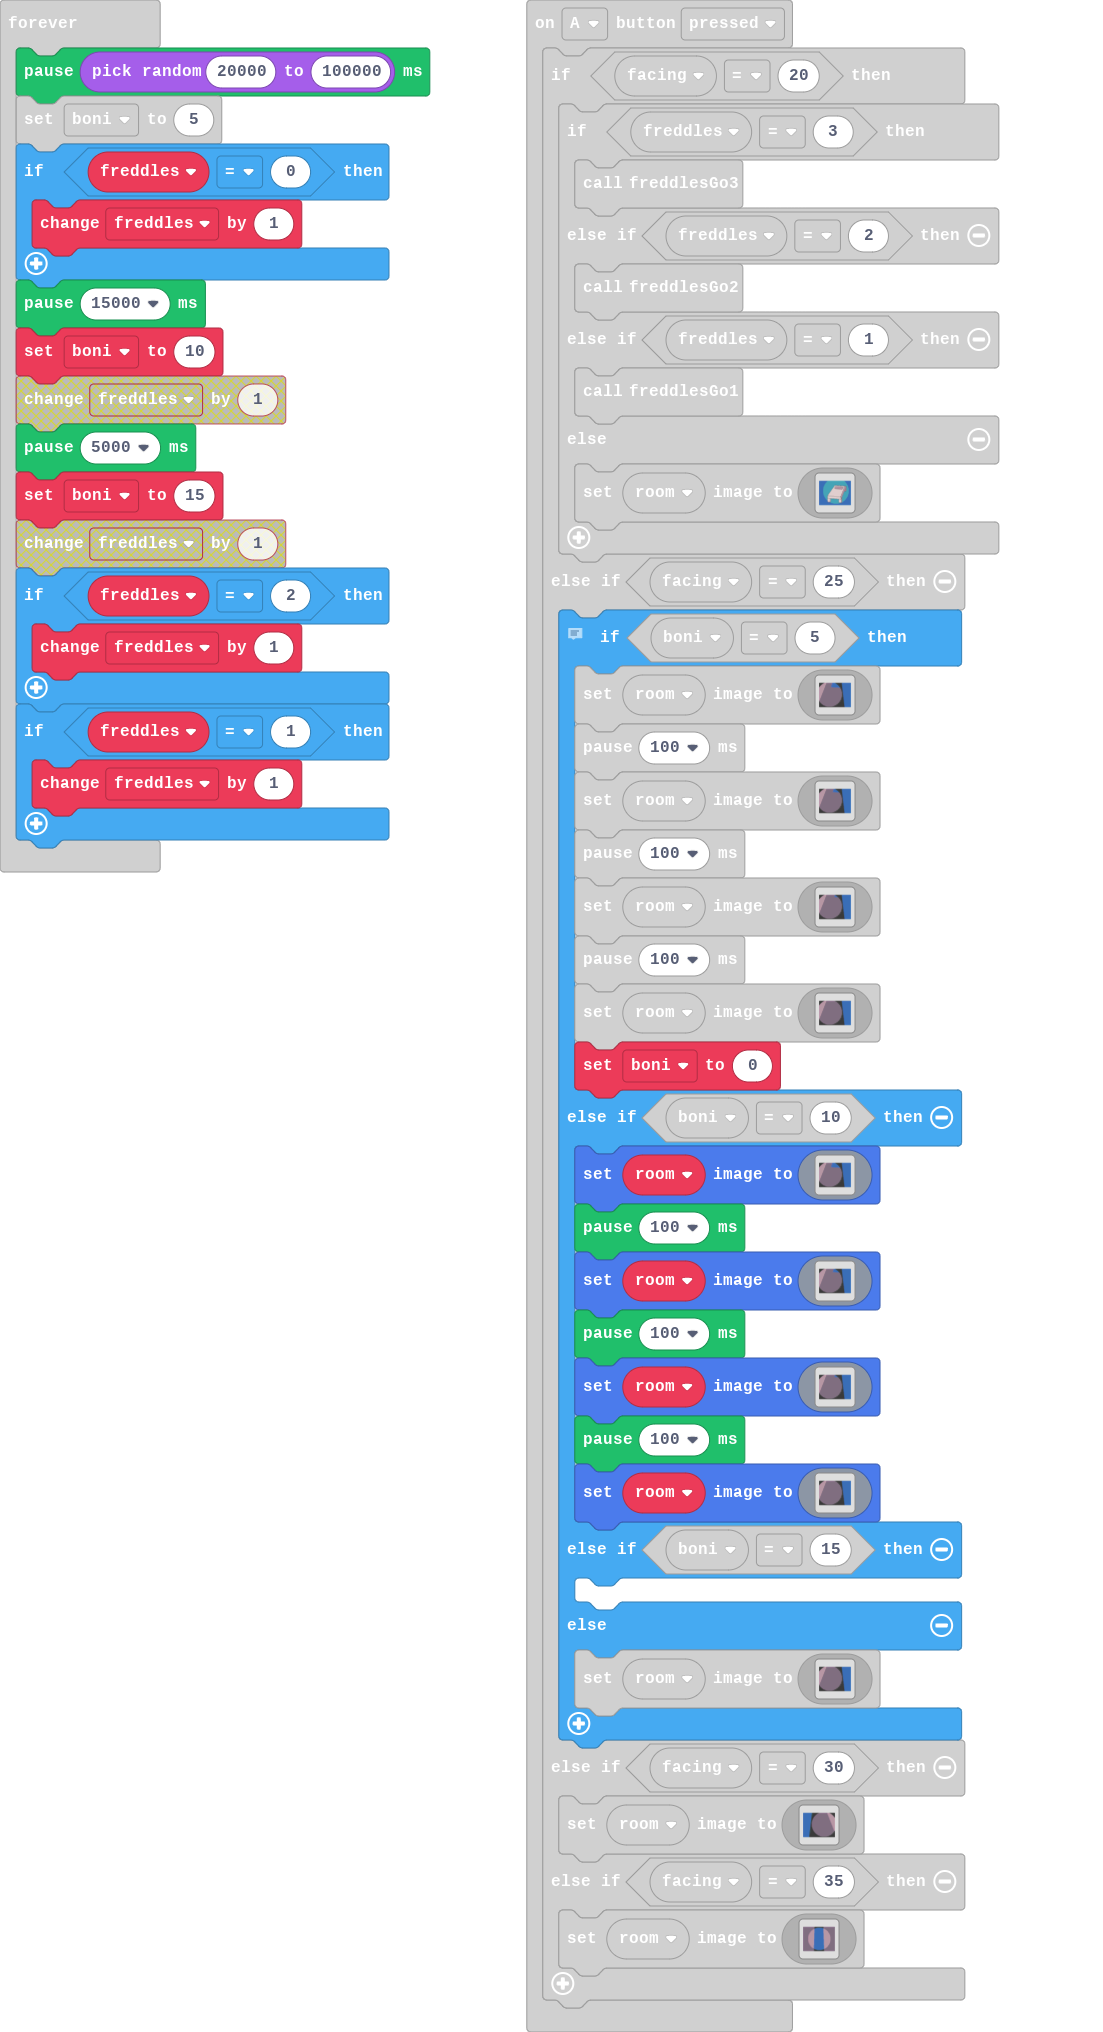 forever
pause pick random 20000 to 100000 ms
set boni to 5
if freddles = 0 then
change freddles by 1
pause 15000 ms
set boni to 10
change freddles by 1
pause 5000 ms
set boni to 15
change freddles by 1
if freddles = 2 then
change freddles by 1
if freddles = 1 then
change freddles by 1
on A button pressed
if facing = 20 then
if freddles = 3 then
call freddlesGo3
else if freddles = 2 then
call freddlesGo2
else if freddles = 1 then
call freddlesGo1
else
set room image to
else if facing = 25 then
if boni = 5 then
set room image to
pause 100 ms
set room image to
pause 100 ms
set room image to
pause 100 ms
set room image to
set boni to 0
else if boni = 10 then
set room image to
pause 100 ms
set room image to
pause 100 ms
set room image to
pause 100 ms
set room image to
else if boni = 15 then
else
set room image to
else if facing = 30 then
set room image to
else if facing = 35 then
set room image to